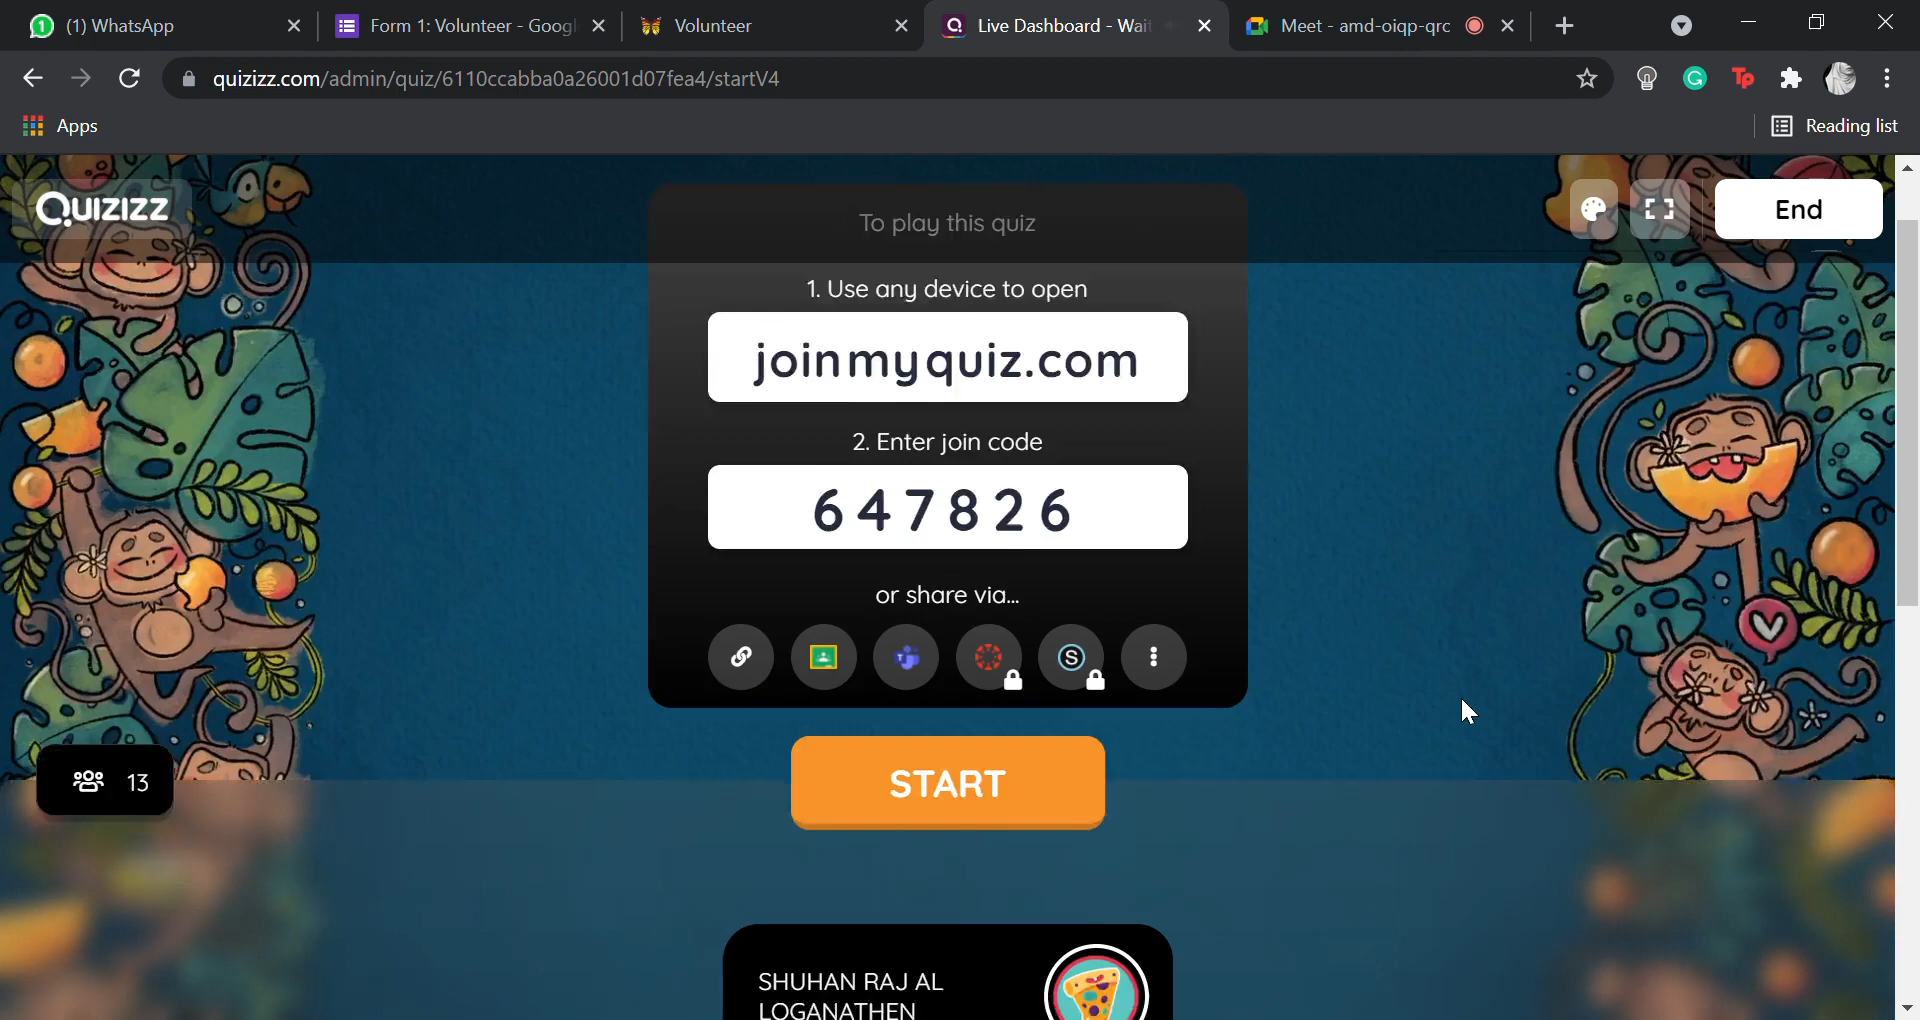 (1) WhatsApp
Form 1: Volunteer - Googl
Volunteer
Live Dashboard - Wait
Meet - amd-oiqp-qrc
quizizz.com/admin/quiz/6110ccabba0a26001d07fea4/startV4
Apps
Reading list
Quizizz
To play this quiz
End
1. Use any device to open
joinmyquiz.com
2. Enter join code
647826
or share via...
13
START
SHUHAN RAJ AL
LOGANATHEN